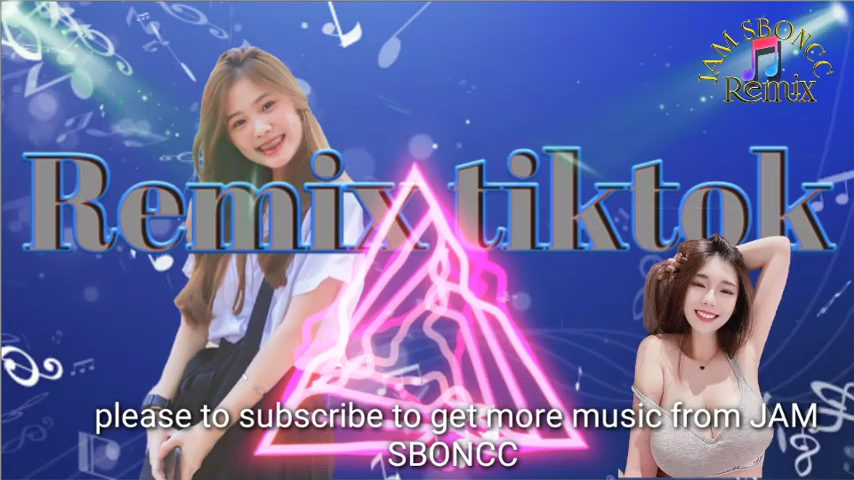 JAM SBONCC
Remix
Remix tiktok
please to subscribe to get more music from JAM
SBONCC